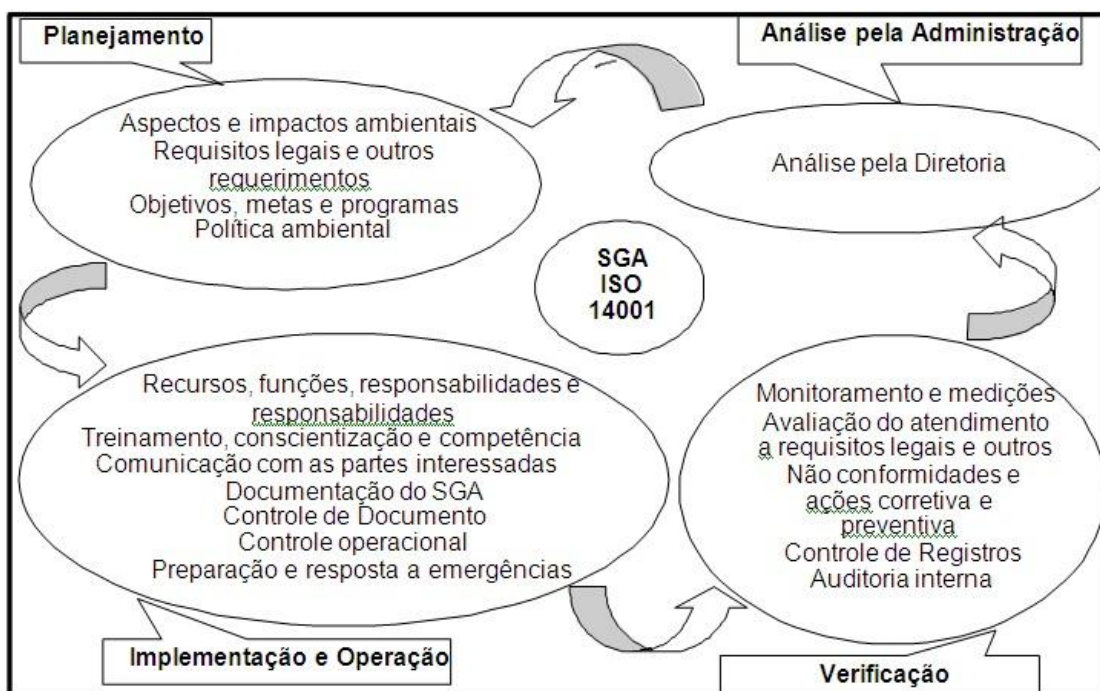 Planejamento
Análise pela Administração
Aspectos e impactos ambientais
Requisitos legais e outros
requerimentos
Objetivos, metas e programas
Política ambiental
Análise pela Diretoria
SGA
ISO
14001
Recursos, funções, responsabilidades e
responsabilidades
Treinamento, conscientização e competência
Comunicação com as partes interessadas
Documentação do SGA
Controle de Documento
Controle operacional
Preparação e resposta a emergências
Monitoramento e medições
Avaliação do atendimento
a requisitos legais e outros
Não conformidades e
ações corretiva e
preventiva
Controle de Registros
Auditoria interna
Implementação e Operação
Verificação